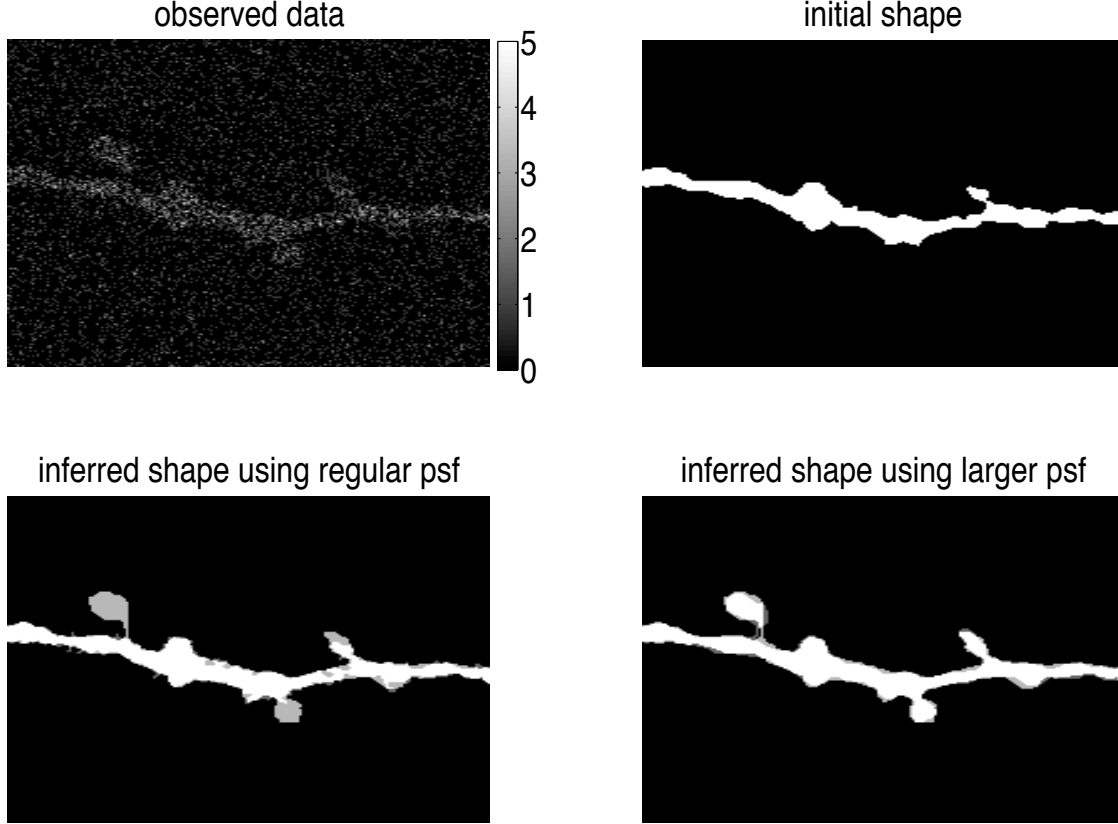 observed data
initial shape
5
4
3
2
1
0
inferred shape using regular psf
inferred shape using larger psf